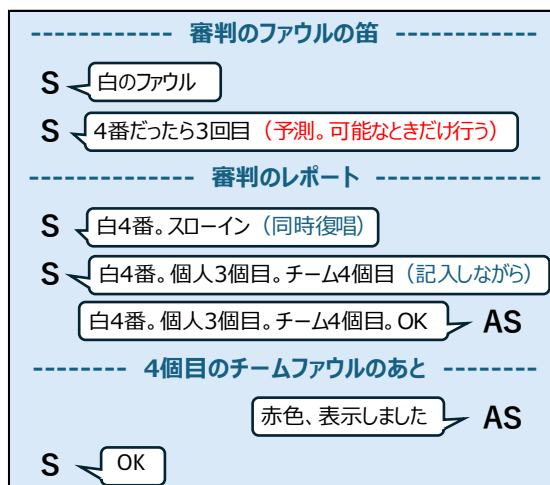 ------------ 審判のファウルの笛 ------------
S 白のファウル
S 4番だったら3回目（予測。可能なときだけ行う）
------------- 審判のレポート -------------
S 白4番。スローイン（同時復唱）
S 白4番。個人3個目。チーム4個目（記入しながら）
白4番。個人3個目。チーム4個目。OK AS
-------- 4個目のチームファウルのあと --------
赤色、表示しました AS
S OK